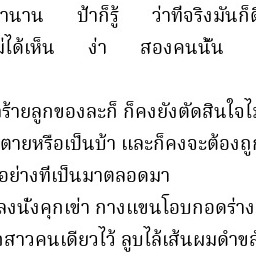 านาน ป้าก็รู้ ว่าที่จริงมันก็ดี
ม่ได้เห็น ง่า สองคนนั้น
ร้ายลูกของละก็ ก็คงยังตัดสินใจไม
ตายหรือเป็นบ้า และก็คงจะต้องถูก
อย่างที่เป็นมาตลอดมา
ลงนั่งคุกเข่า กางแขนโอบกอดร่าง
สาวคนเดียวไว้ ลูบไล้เส้นผมดำขลั